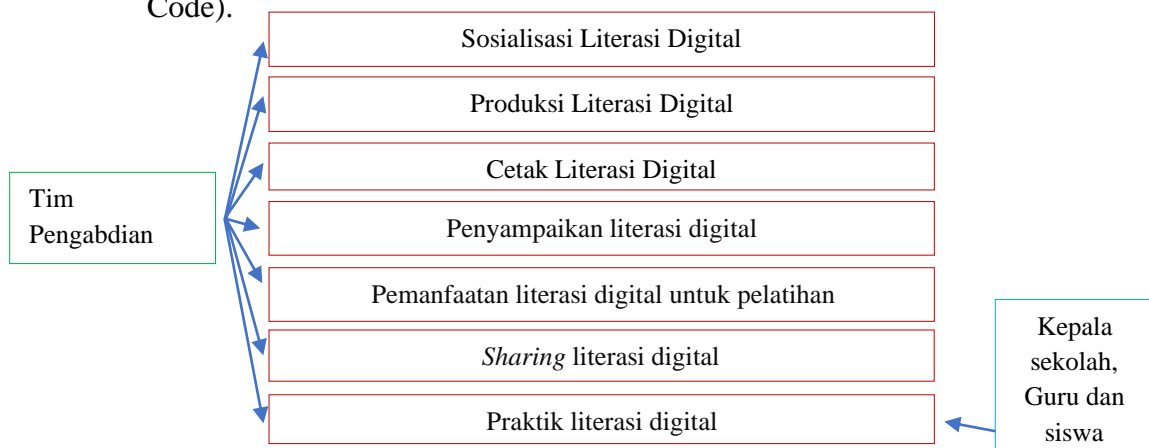 Code).
Sosialisasi Literasi Digital
Produksi Literasi Digital
Cetak Literasi Digital
Tim
Pengabdian
Penyampaikan literasi digital
Pemanfaatan literasi digital untuk pelatihan
Sharing literasi digital
Praktik literasi digital
Kepala
sekolah,
Guru dan
siswa